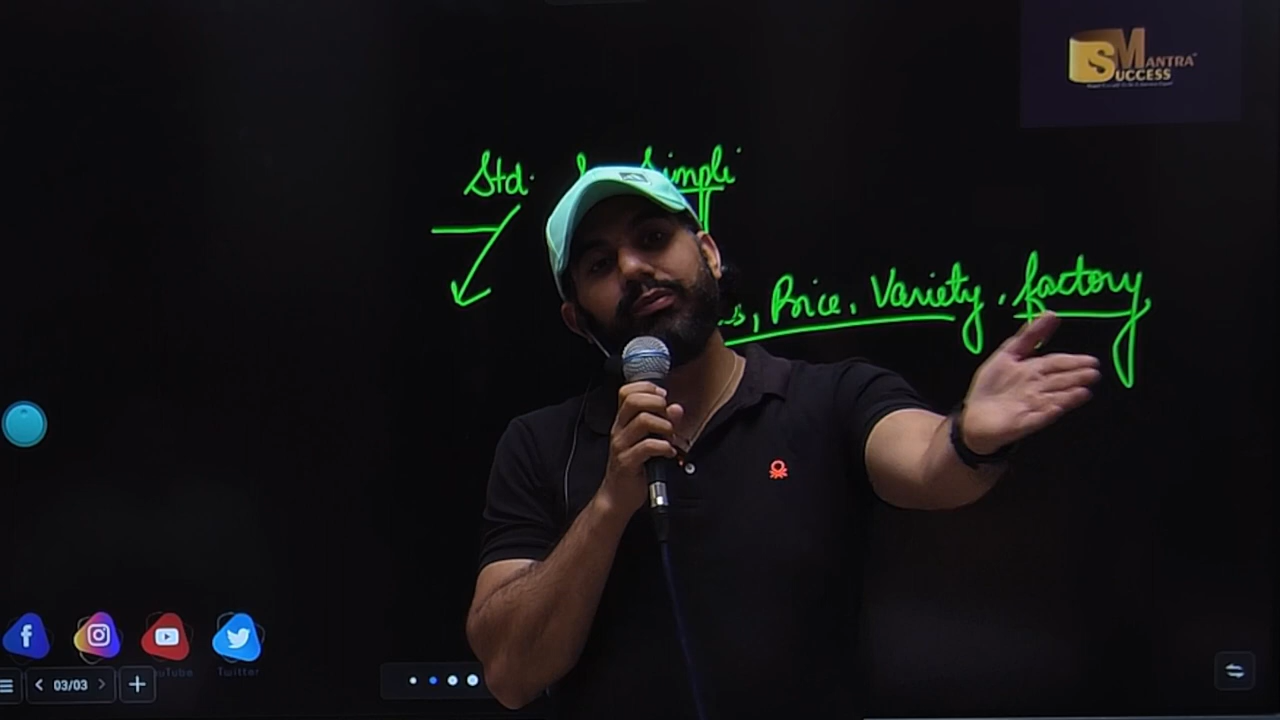 MANTRA
SUCCESS
Std. Simpli
Price, Variety, factory,
Twitter
03/03